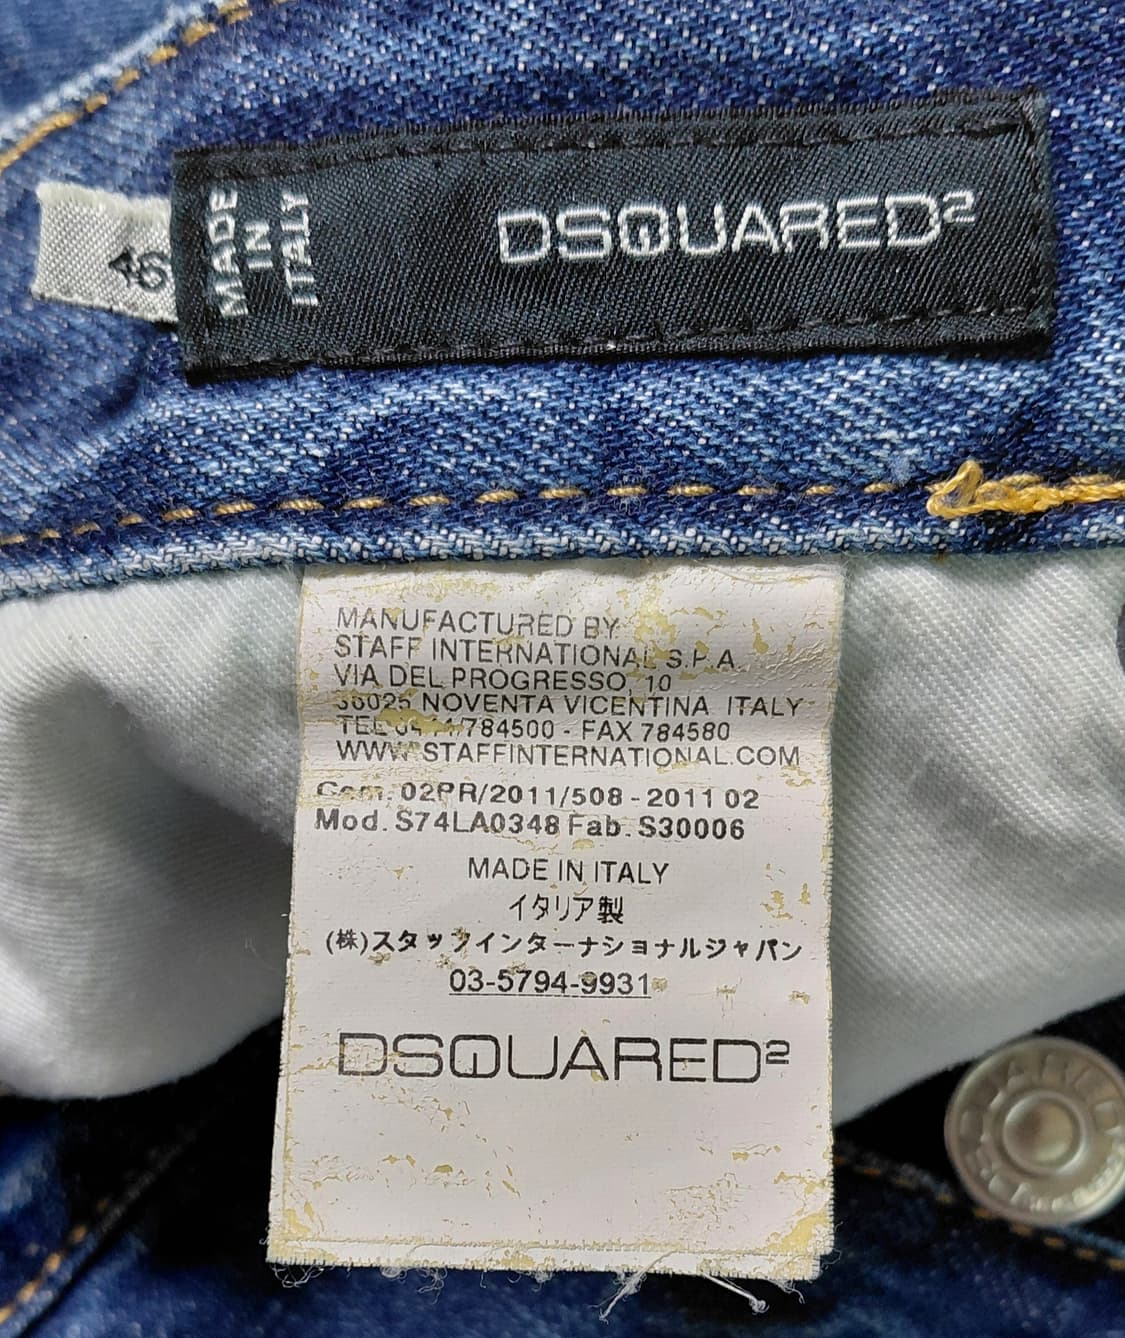 MADE
IN
ITALY
DSQUARED2
46
MANUFACTURED BY
STAFF INTERNATIONAL S.P.A.
VIA DEL PROGRESSO, 10
36025 NOVENTA VICENTINA ITALY
TEL 784500 - FAX 784580
WWW.STAFFINTERNATIONAL.COM
Com. 02PR/2011/508 - 2011 02
Mod. S74LA0348 Fab. S30006
MADE IN ITALY
イタリア製
(株)スタッフインターナショナルジャパン
03-5794-9931
DSQUARED2